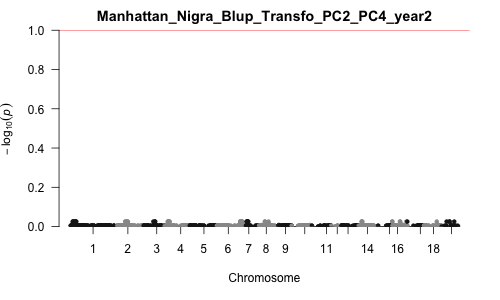 Manhattan_Nigra_Blup_Transfo_PC2_PC4_year2
1.0
0.8
0.6
0.4
0.2
0.0
− log₁₀(p)
1 2 3 4 5 6 7 8 9 11 14 16 18
Chromosome